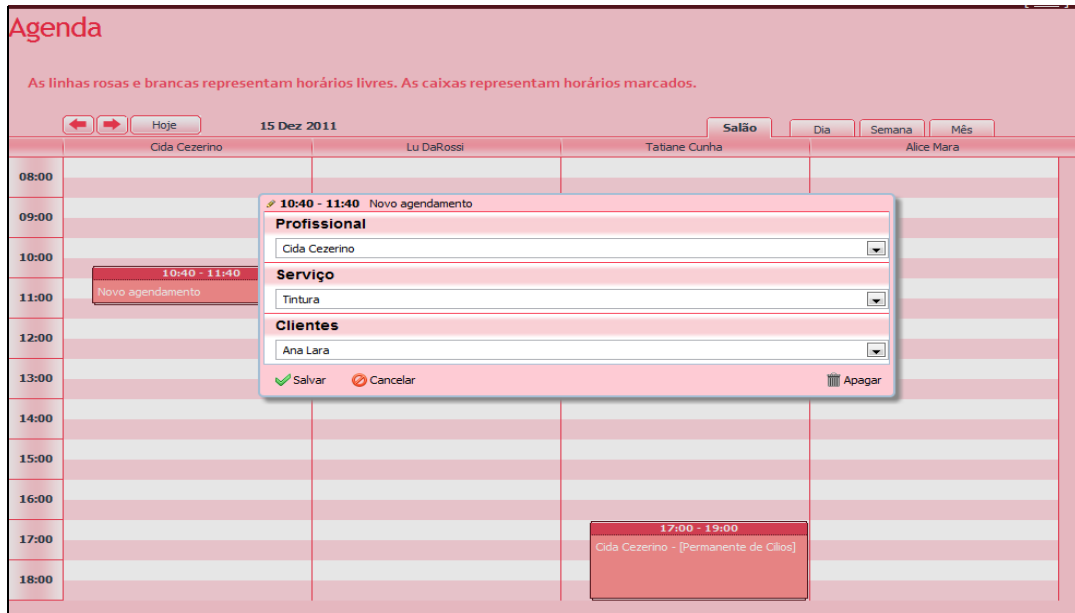 Agenda
As linhas rosas e brancas representam horários livres. As caixas representam horários marcados.
Hoje 15 Dez 2011 Salão Dia Semana Mês
Cida Cezerino Lu DaRossi Tatiane Cunha Alice Mara
08:00
09:00
10:00
11:00
12:00
13:00
14:00
15:00
16:00
17:00
18:00
10:40 - 11:40
Novo agendamento
10:40 - 11:40 Novo agendamento
Profissional
Cida Cezerino
Serviço
Tintura
Clientes
Ana Lara
Salvar Cancelar Apagar
17:00 - 19:00
Cida Cezerino - [Permanente de Cilios]